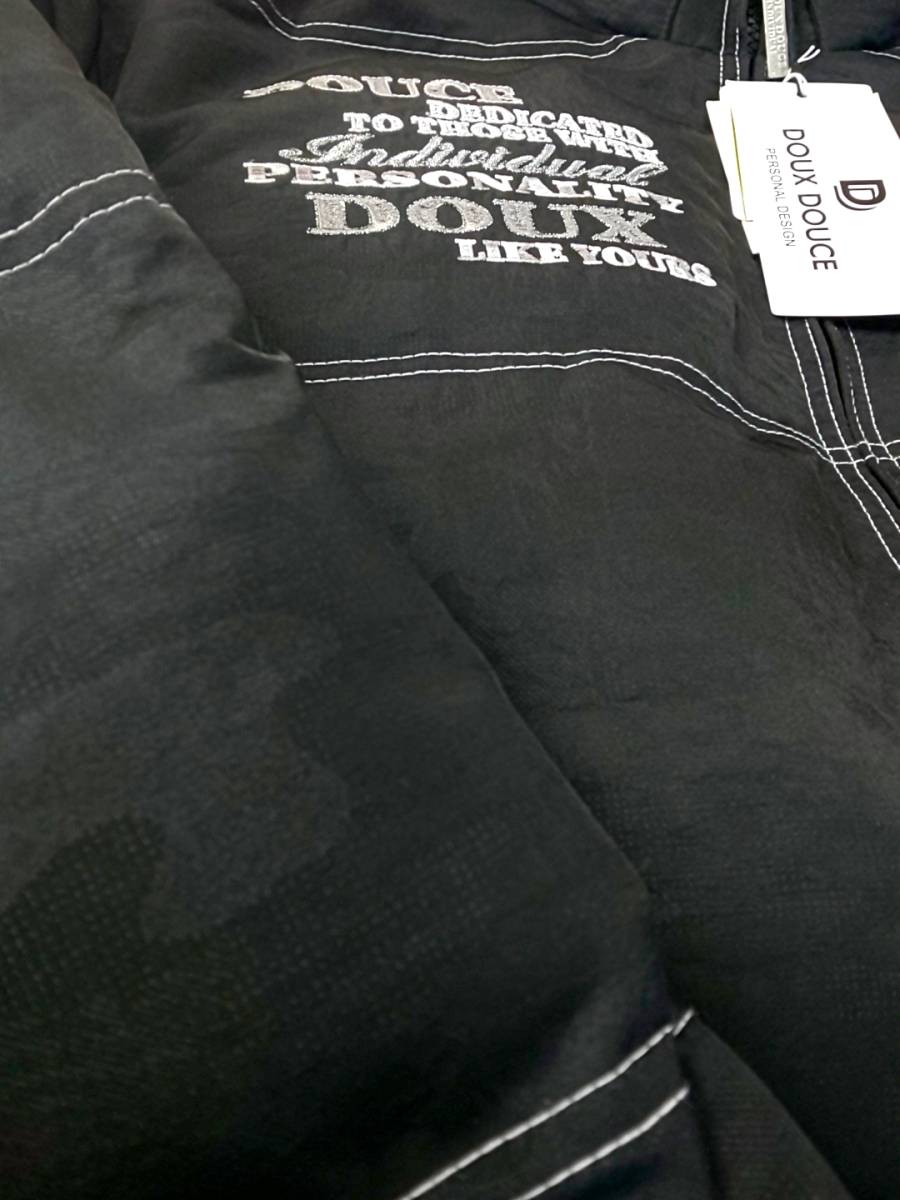 DOUCE
DEDICATED
TO THOSE WITH
Individual
PERSONALITY
DOUX
LIKE YOURS
DOUX DOUCE
PERSONAL DESIGN